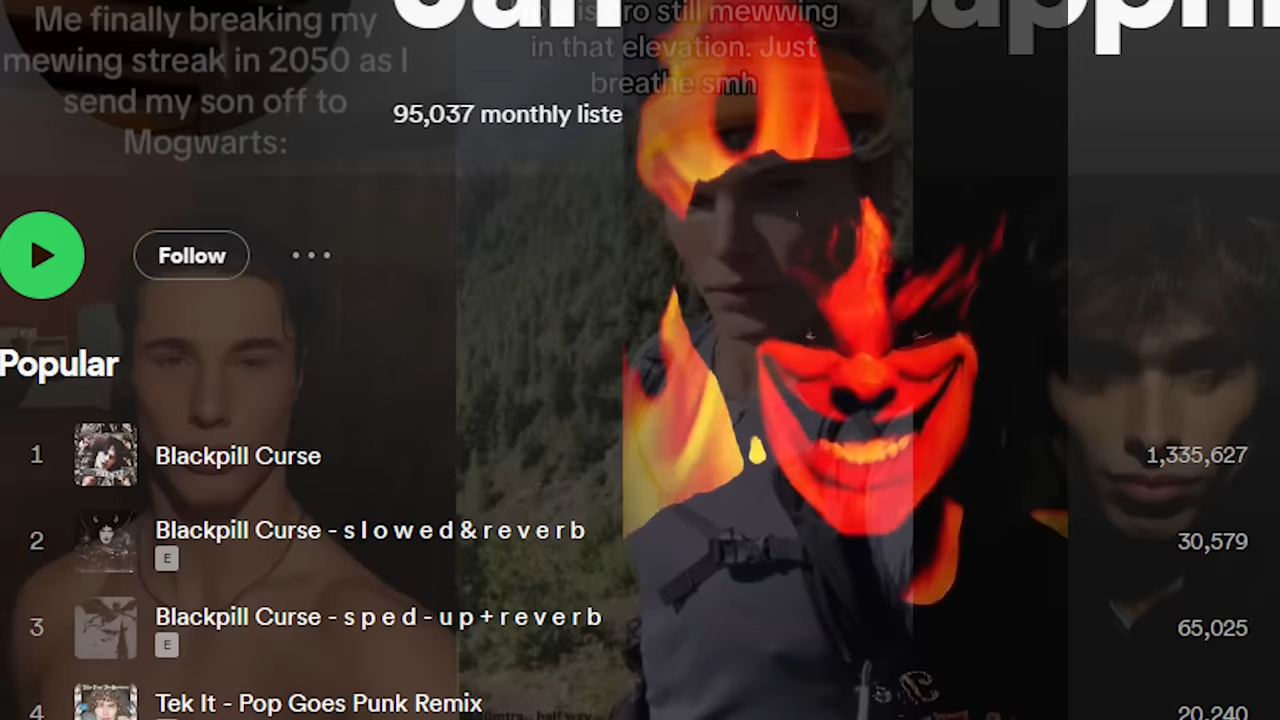 Me finally breaking my
mewing streak in 2050 as I
send my son off to
Mogwarts:
still mewwing
in that elevation. Just
breathe smh
95,037 monthly liste
Follow
Popular
1 Blackpill Curse 1,335,627
2 Blackpill Curse - s l o w e d & r e v e r b 30,579
E
3 Blackpill Curse - s p e d - u p + r e v e r b 65,025
E
4 Tek It - Pop Goes Punk Remix 20,240